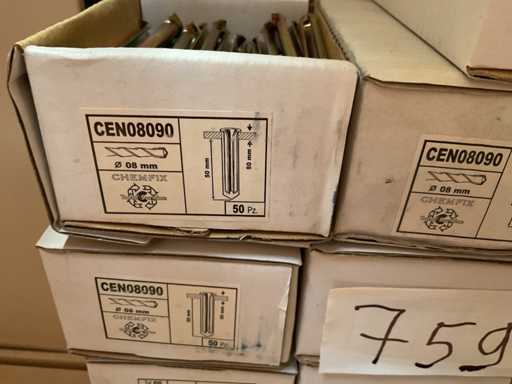 CEN08090
ø 08 mm
CHEMFIX
50 mm
80 mm
50 Pz.
CEN08090
ø 08 mm
CHEMFIX
CEN08090
ø 08 mm
CHEMFIX
50 Pz.
759